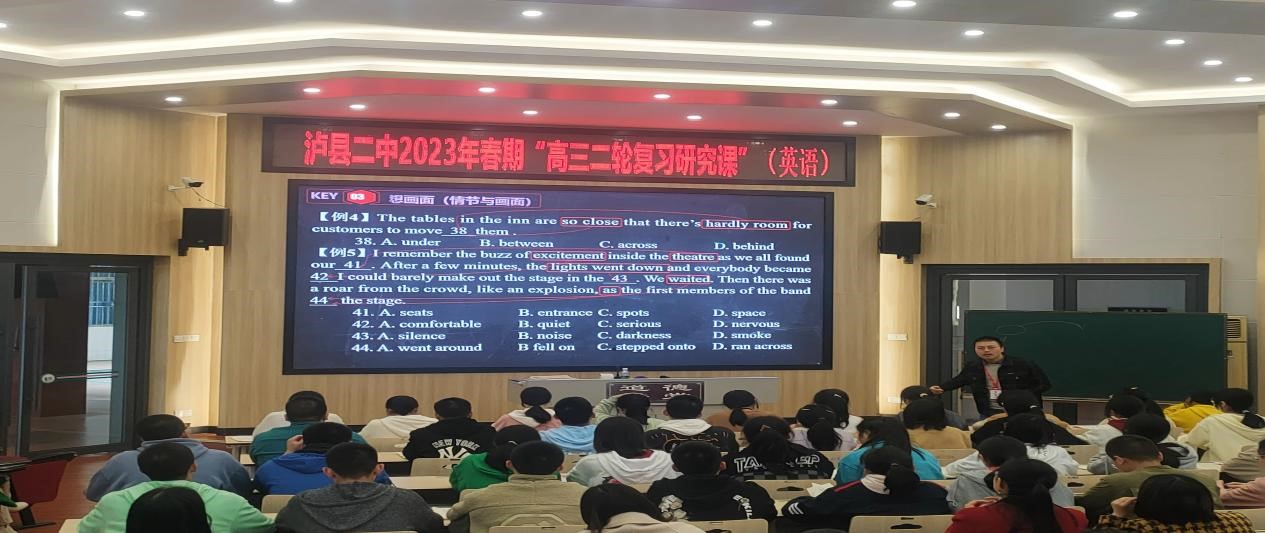 泸县二中2023年春期“高三二轮复习研究课”（英语）
KEY 03 想画面（情节与画面）
【例4】The tables in the inn are so close that there's hardly room for
customers to move 38 them .
38. A. under B. between C. across D. behind
【例5】I remember the buzz of excitement inside the theatre as we all found
our 41 . After a few minutes, the lights went down and everybody became
42 I could barely make out the stage in the 43 . We waited. Then there was
a roar from the crowd, like an explosion, as the first members of the band
44 the stage.
41. A. seats B. entrance C. spots D. space
42. A. comfortable B. quiet C. serious D. nervous
43. A. silence B. noise C. darkness D. smoke
44. A. went around B fell on C. stepped onto D. ran across
道德
NEW YORK